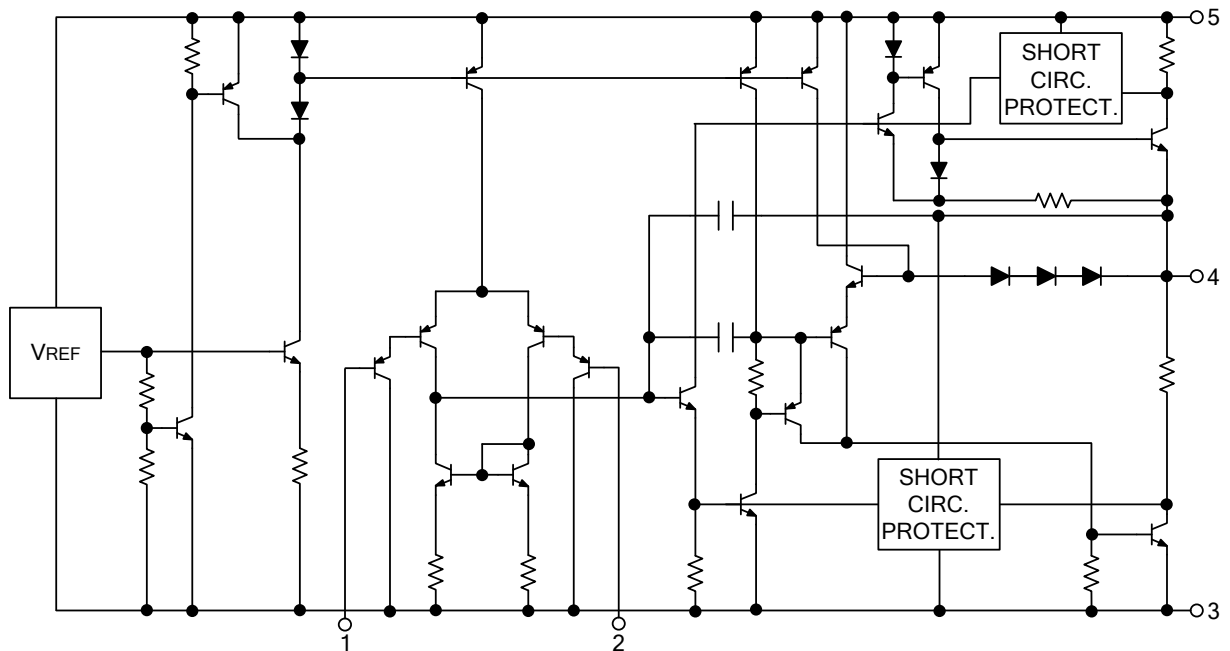 5
SHORT
CIRC.
PROTECT.
4
VREF
SHORT
CIRC.
PROTECT.
3
1
2